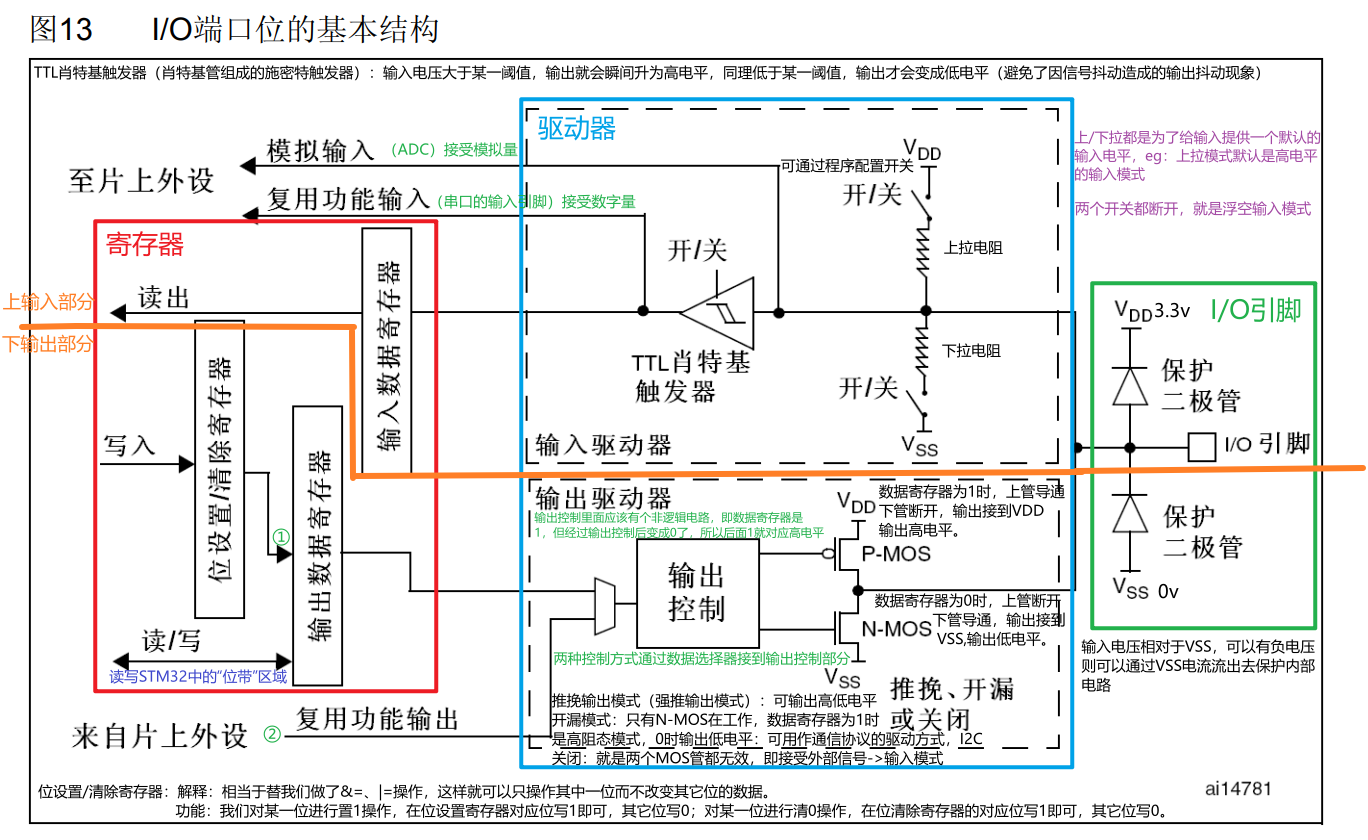 图13 I/O端口位的基本结构
TTL肖特基触发器（肖特基管组成的施密特触发器）：输入电压大于某一阈值，输出就会瞬间升为高电平，同理低于某一阈值，输出才会变成低电平（避免了因信号抖动造成的输出抖动现象）
驱动器
模拟输入
（ADC）接受模拟量
至片上外设
可通过程序配置开关
VDD
上/下拉都是为了给输入提供一个默认的
输入电平，eg：上拉模式默认是高电平
的输入模式
两个开关都断开，就是浮空输入模式
复用功能输入
（串口的输入引脚）接受数字量
开/关
寄存器
开/关
上拉电阻
上输入部分
下输出部分
读出
输入数据寄存器
TTL肖特基
触发器
下拉电阻
开/关
VSS
输入驱动器
VDD3.3v
I/O引脚
保护
二极管
I/O 引脚
保护
二极管
VSS 0v
写入
位设置/清除寄存器
①
输出数据寄存器
读/写
读写STM32中的“位带”区域
输出驱动器
输出控制里面应该有个非逻辑电路，即数据寄存器是
1，但经过输出控制后变成0了，所以后面1就对应高电平
VDD
数据寄存器为1时，上管导通
下管断开，输出接到VDD
输出高电平。
输出
控制
P-MOS
数据寄存器为0时，上管断开
下管导通，输出接到
VSS,输出低电平。
N-MOS
两种控制方式通过数据选择器接到输出控制部分
VSS
推挽、开漏
或关闭
输入电压相对于VSS，可以有负电压
则可以通过VSS电流流出去保护内部
电路
来自片上外设
②
复用功能输出
推挽输出模式（强推输出模式）：可输出高低电平
开漏模式：只有N-MOS在工作，数据寄存器为1时
是高阻态模式，0时输出低电平：可用作通信协议的驱动方式，I2C
关闭：就是两个MOS管都无效，即接受外部信号->输入模式
ai14781
位设置/清除寄存器：解释：相当于替我们做了&=、|=操作，这样就可以只操作其中一位而不改变其它位的数据。
功能：我们对某一位进行置1操作，在位设置寄存器对应位写1即可，其它位写0；对某一位进行清0操作，在位清除寄存器的对应位写1即可，其它位写0。